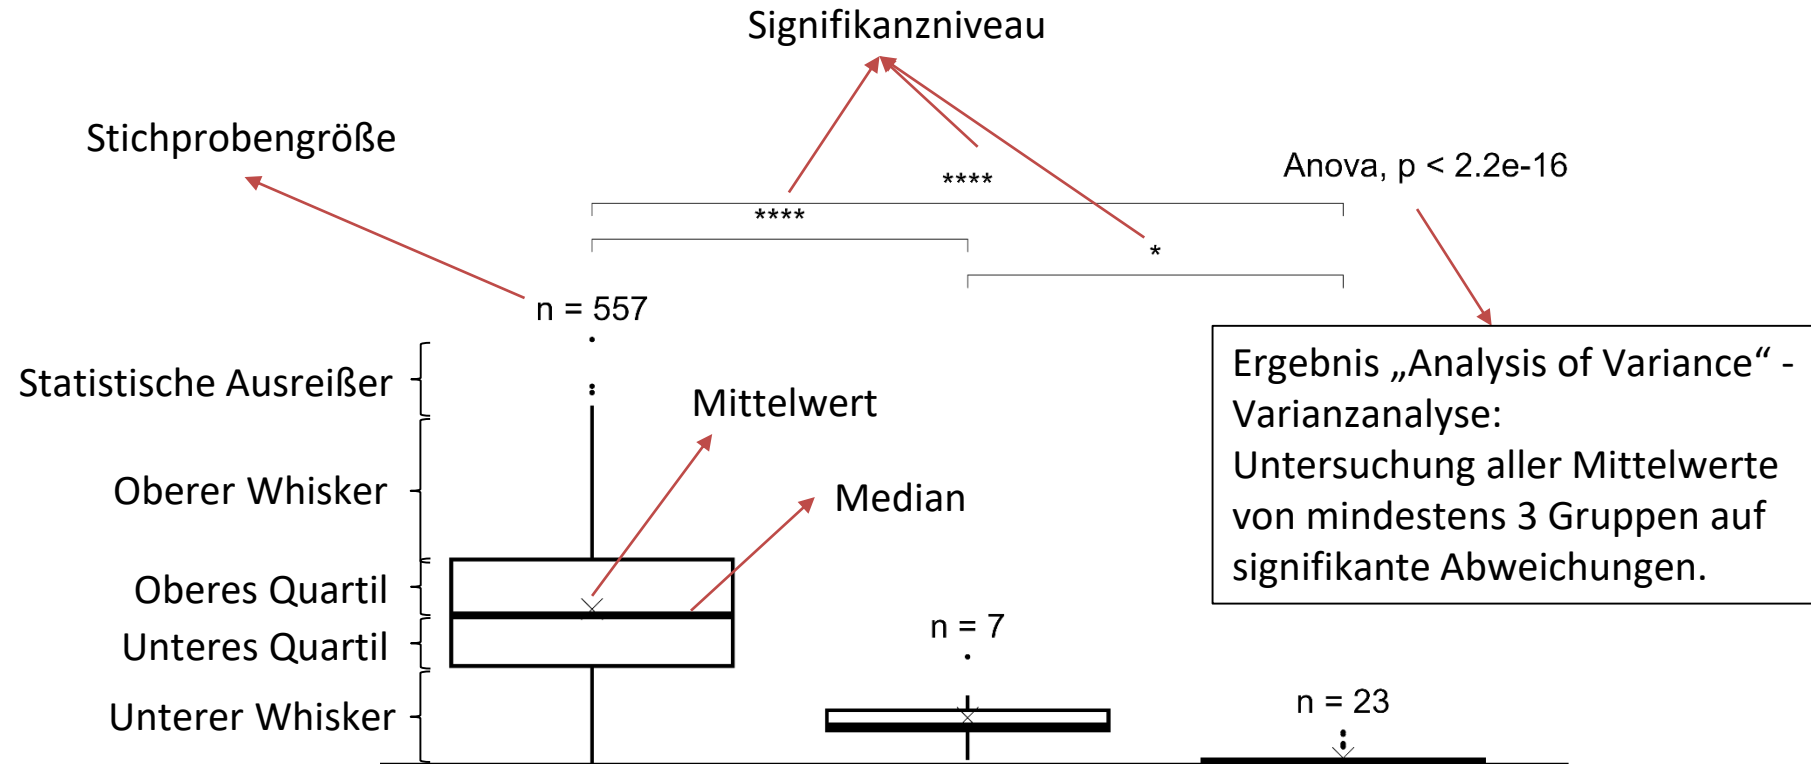 Signifikanzniveau
Stichprobengröße
Anova, p < 2.2e-16
****
****
*
n = 557
Statistische Ausreißer
Mittelwert
Oberer Whisker
Median
Ergebnis „Analysis of Variance“ -
Varianzanalyse:
Untersuchung aller Mittelwerte
von mindestens 3 Gruppen auf
signifikante Abweichungen.
Oberes Quartil
Unteres Quartil
n = 7
Unterer Whisker
n = 23